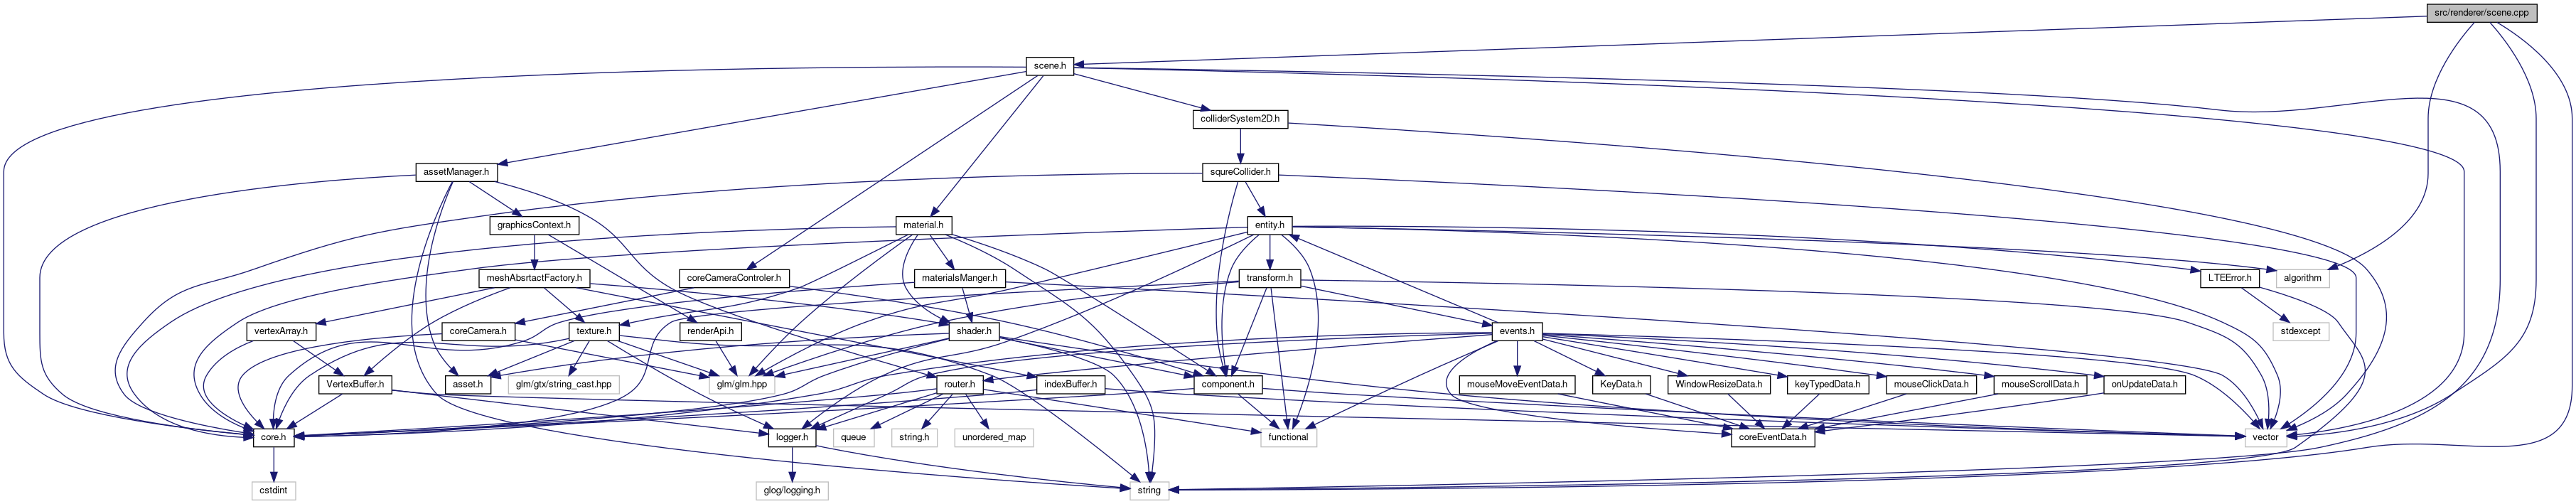 src/renderer/scene.cpp
scene.h
colliderSystem2D.h
assetManager.h
squreCollider.h
graphicsContext.h
material.h
entity.h
meshAbsrtactFactory.h
coreCameraControler.h
materialsManger.h
transform.h
LTEError.h
algorithm
vertexArray.h
coreCamera.h
texture.h
renderApi.h
shader.h
events.h
stdexcept
VertexBuffer.h
asset.h
glm/gtx/string_cast.hpp
glm/glm.hpp
router.h
indexBuffer.h
component.h
mouseMoveEventData.h
KeyData.h
WindowResizeData.h
keyTypedData.h
mouseClickData.h
mouseScrollData.h
onUpdateData.h
core.h
logger.h
queue
string.h
unordered_map
functional
coreEventData.h
vector
cstdint
glog/logging.h
string